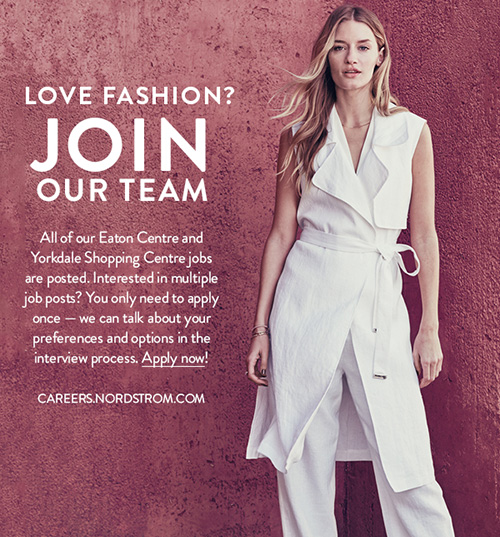 LOVE FASHION?
JOIN
OUR TEAM
All of our Eaton Centre and
Yorkdale Shopping Centre jobs
are posted. Interested in multiple
job posts? You only need to apply
once — we can talk about your
preferences and options in the
interview process. Apply now!
CAREERS.NORDSTROM.COM